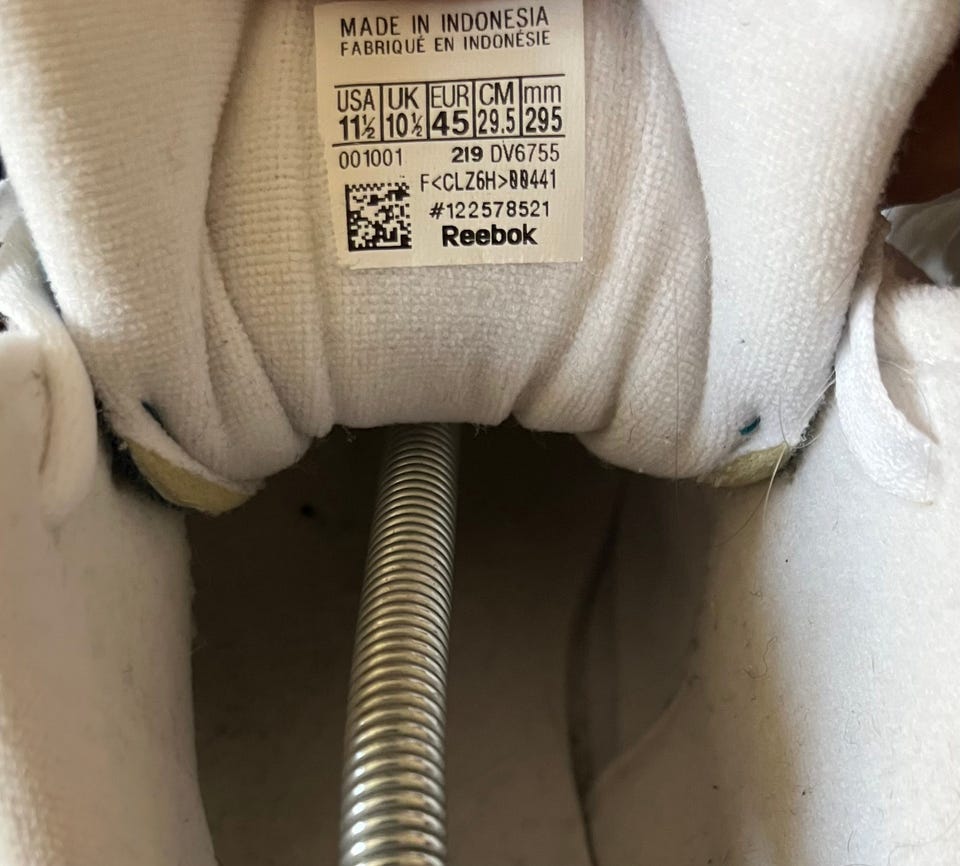 MADE IN INDONESIA
FABRIQUÉ EN INDONÉSIE
USA UK EUR CM mm
11½ 10½ 45 29.5 295
001001 219 DV6755
F<CLZ6H>00441
#122578521
Reebok